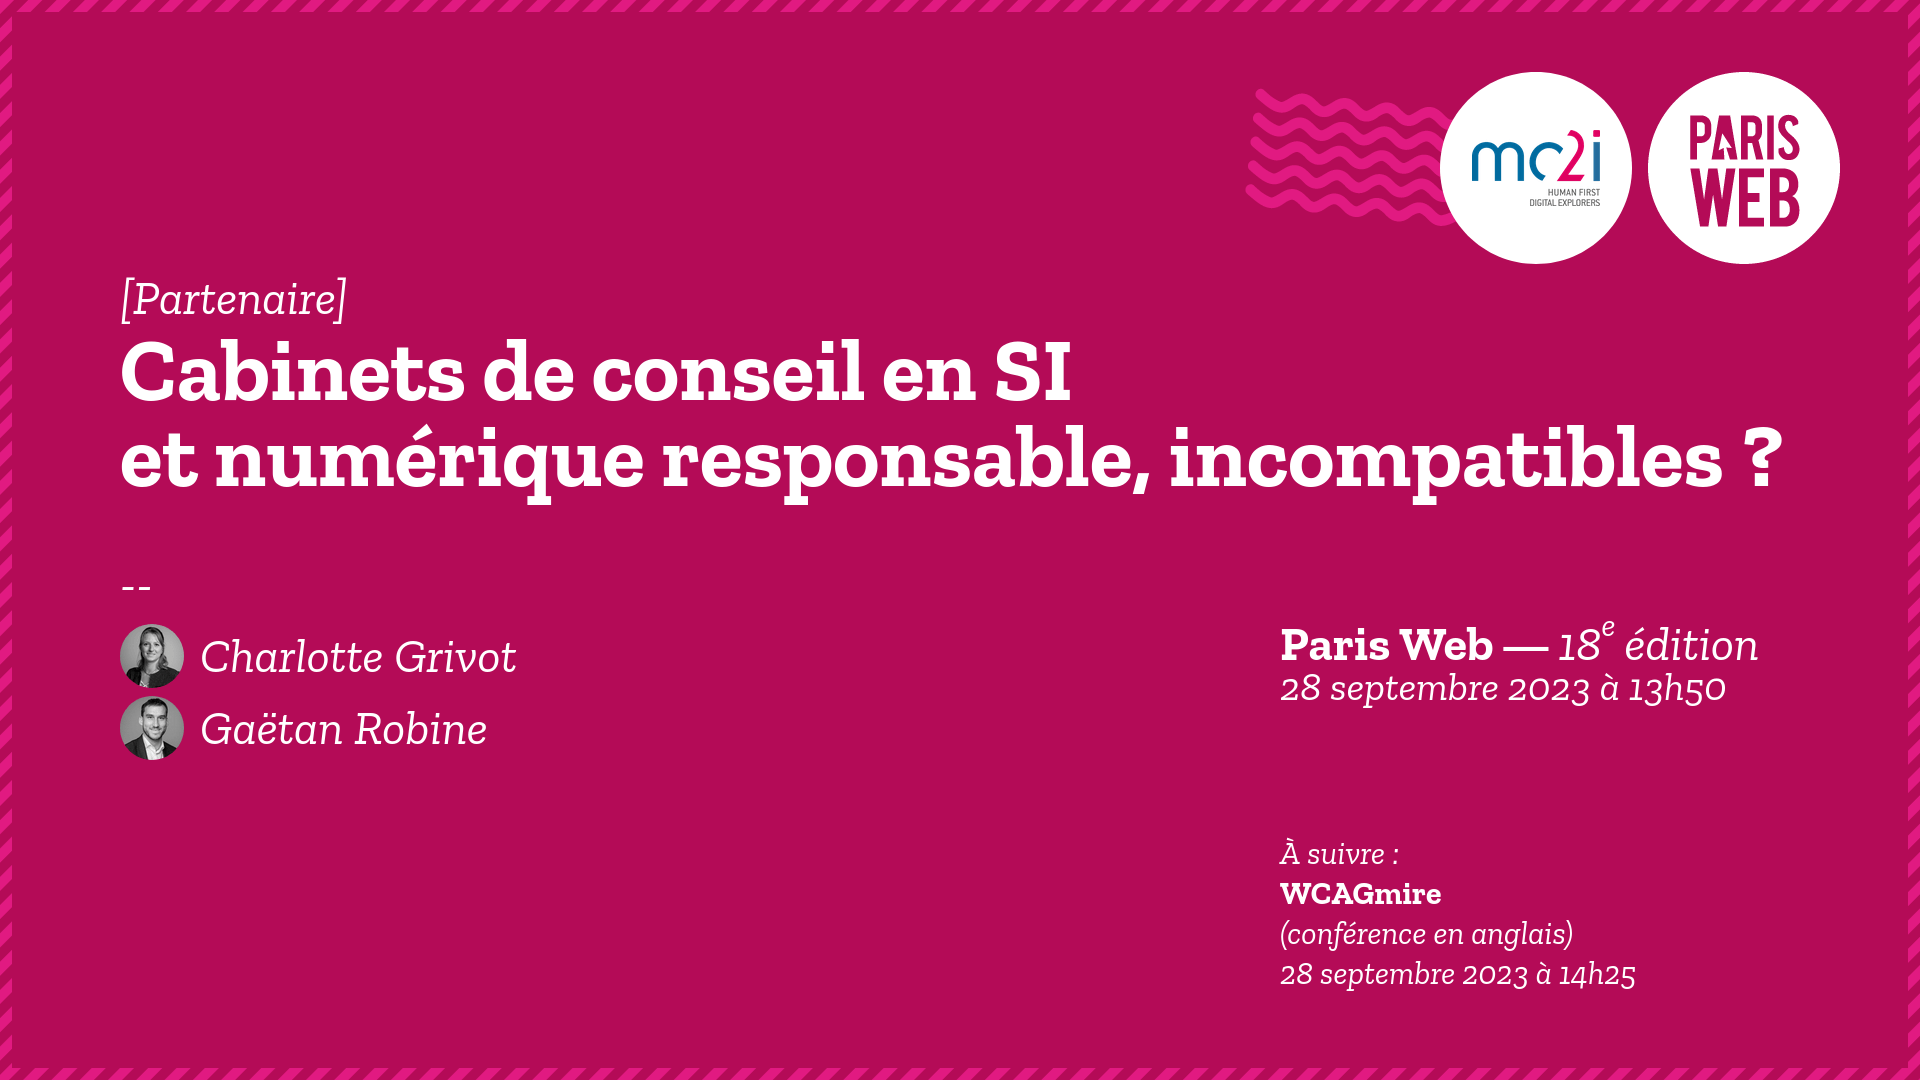 mc2i
HUMAN FIRST
DIGITAL EXPLORERS
PARIS
WEB
[Partenaire]
Cabinets de conseil en SI
et numérique responsable, incompatibles ?
--
Charlotte Grivot
Gaëtan Robine
Paris Web — 18e édition
28 septembre 2023 à 13h50
À suivre :
WCAGmire
(conférence en anglais)
28 septembre 2023 à 14h25